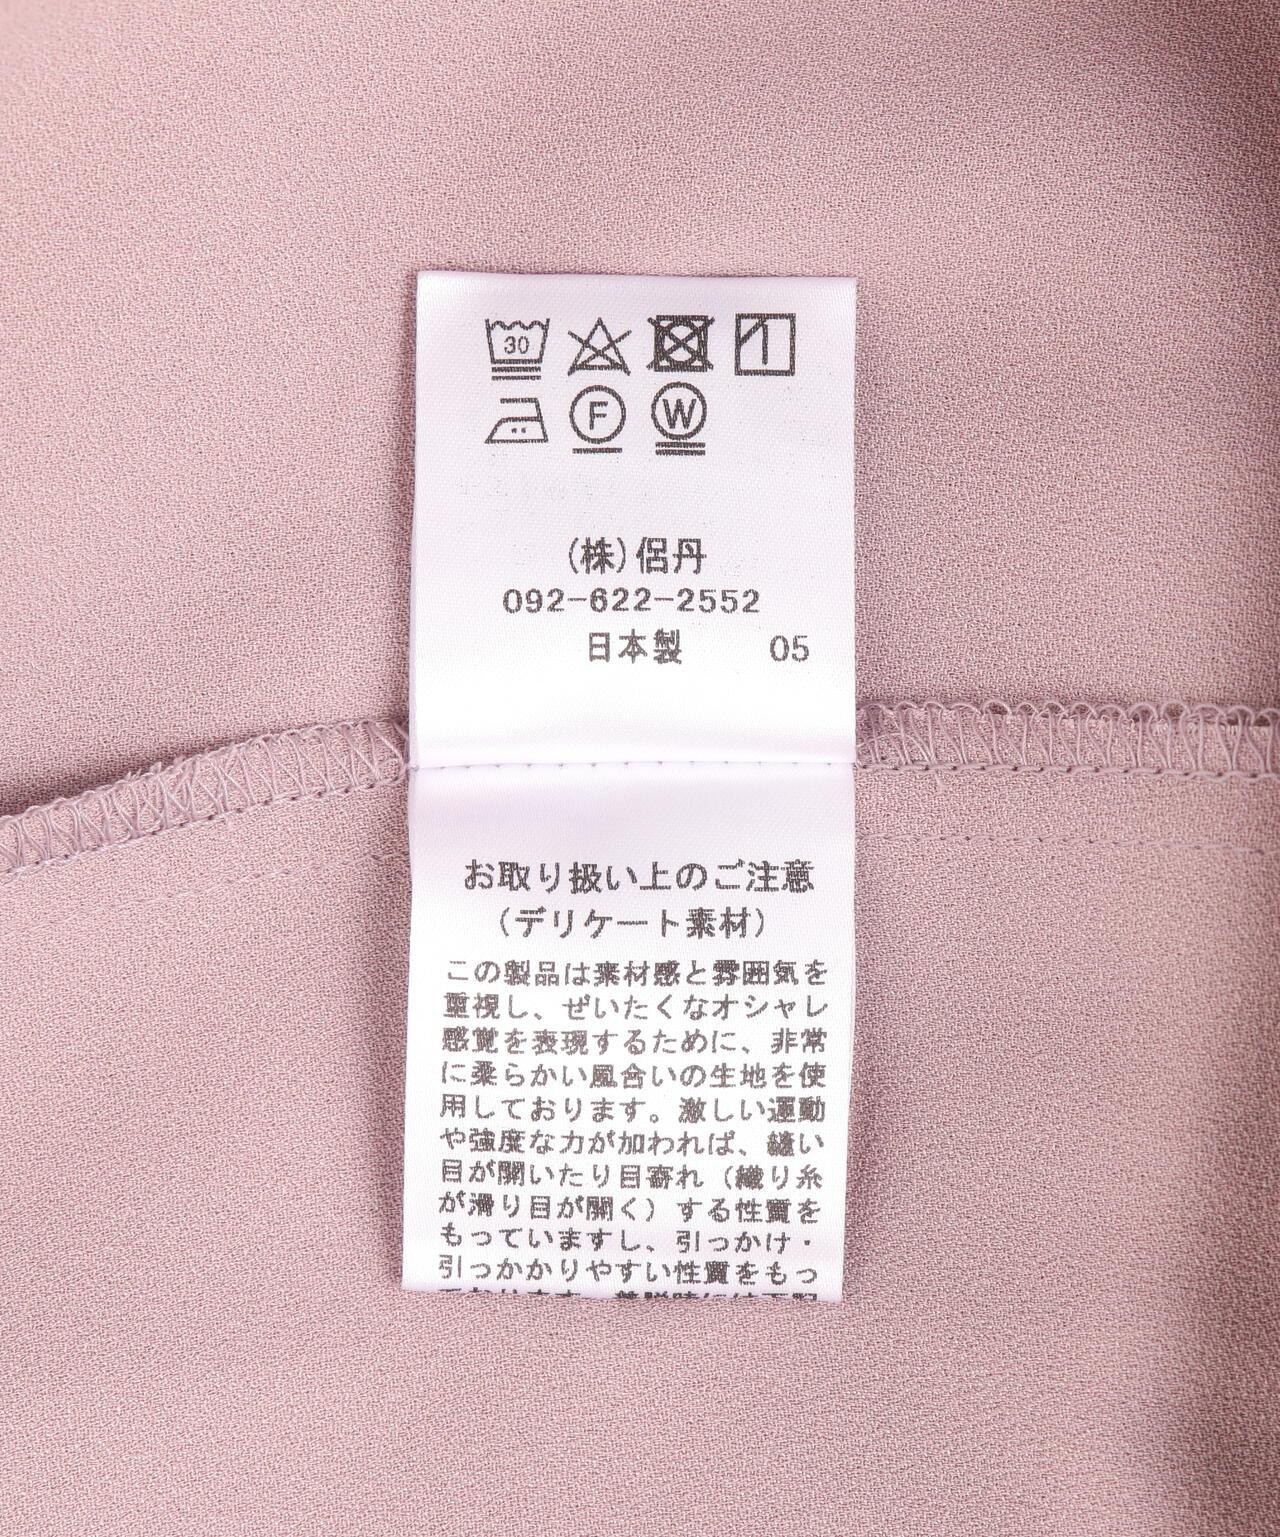 30
F W
(株)侶丹
092-622-2552
日本製 05
お取り扱い上のご注意
(デリケート素材)
この製品は素材感と雰囲気を
重視し、ぜいたくなオシャレ
感覚を表現するために、非常
に柔らかい風合いの生地を使
用しております。激しい運動
や強度な力が加われば、縫い
目が開いたり目寄れ(織り糸
が滑り目が開く)する性質を
もっていますし、引っかけ・
引っかかりやすい性質をもっ